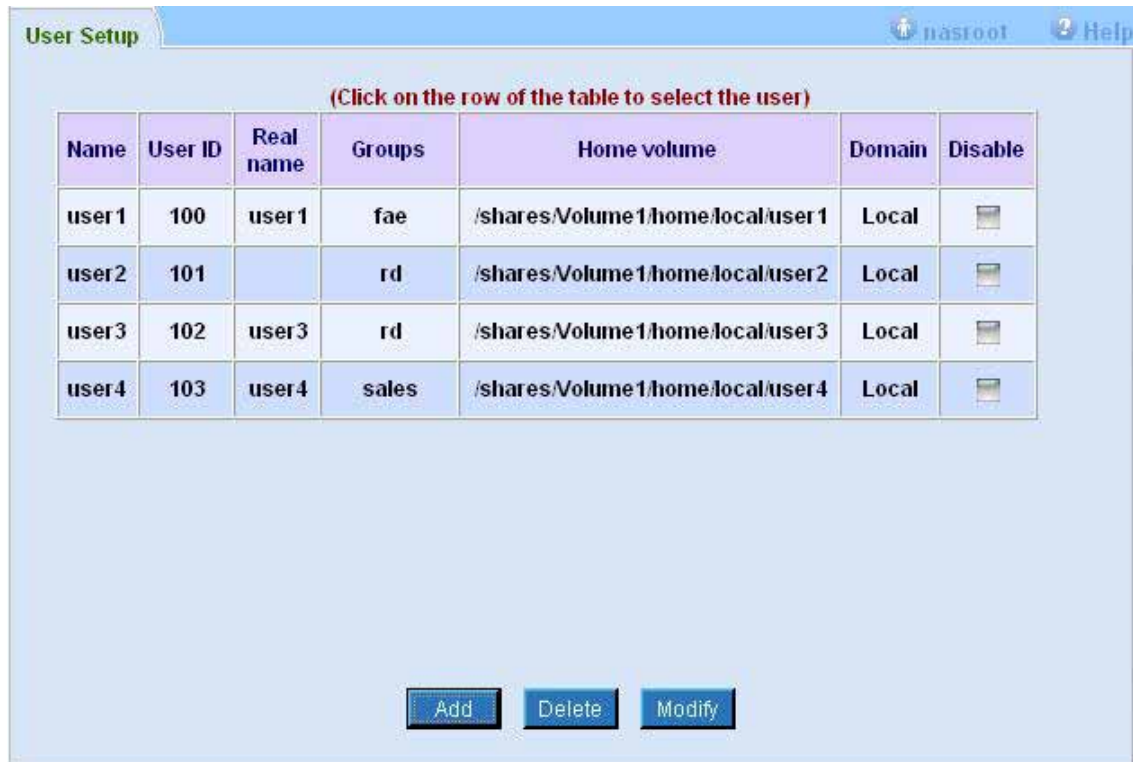 User Setup
nasroot
Help
(Click on the row of the table to select the user)
Name User ID Real name Groups Home volume Domain Disable
user1 100 user1 fae /shares/Volume1/home/local/user1 Local
user2 101 rd /shares/Volume1/home/local/user2 Local
user3 102 user3 rd /shares/Volume1/home/local/user3 Local
user4 103 user4 sales /shares/Volume1/home/local/user4 Local
Add Delete Modify